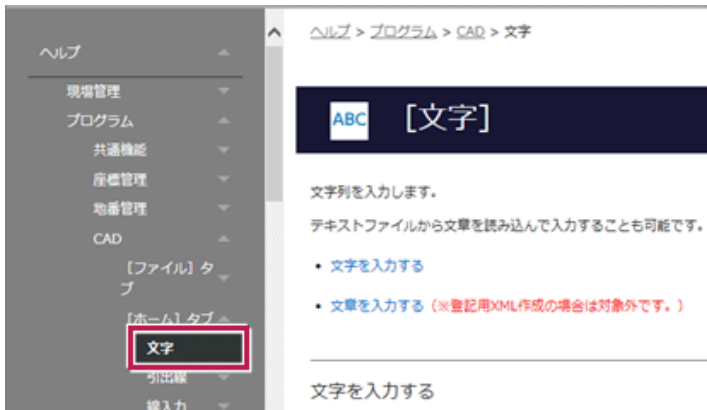 ヘルプ
現場管理
プログラム
共通機能
座標管理
地番管理
CAD
[ファイル] タ
ブ
[ホーム] タブ
文字
引出線
線入力
ヘルプ > プログラム > CAD > 文字
ABC [文字]
文字列を入力します。
テキストファイルから文章を読み込んで入力することも可能です。
• 文字を入力する
• 文章を入力する (※登記用XML作成の場合は対象外です。)
文字を入力する